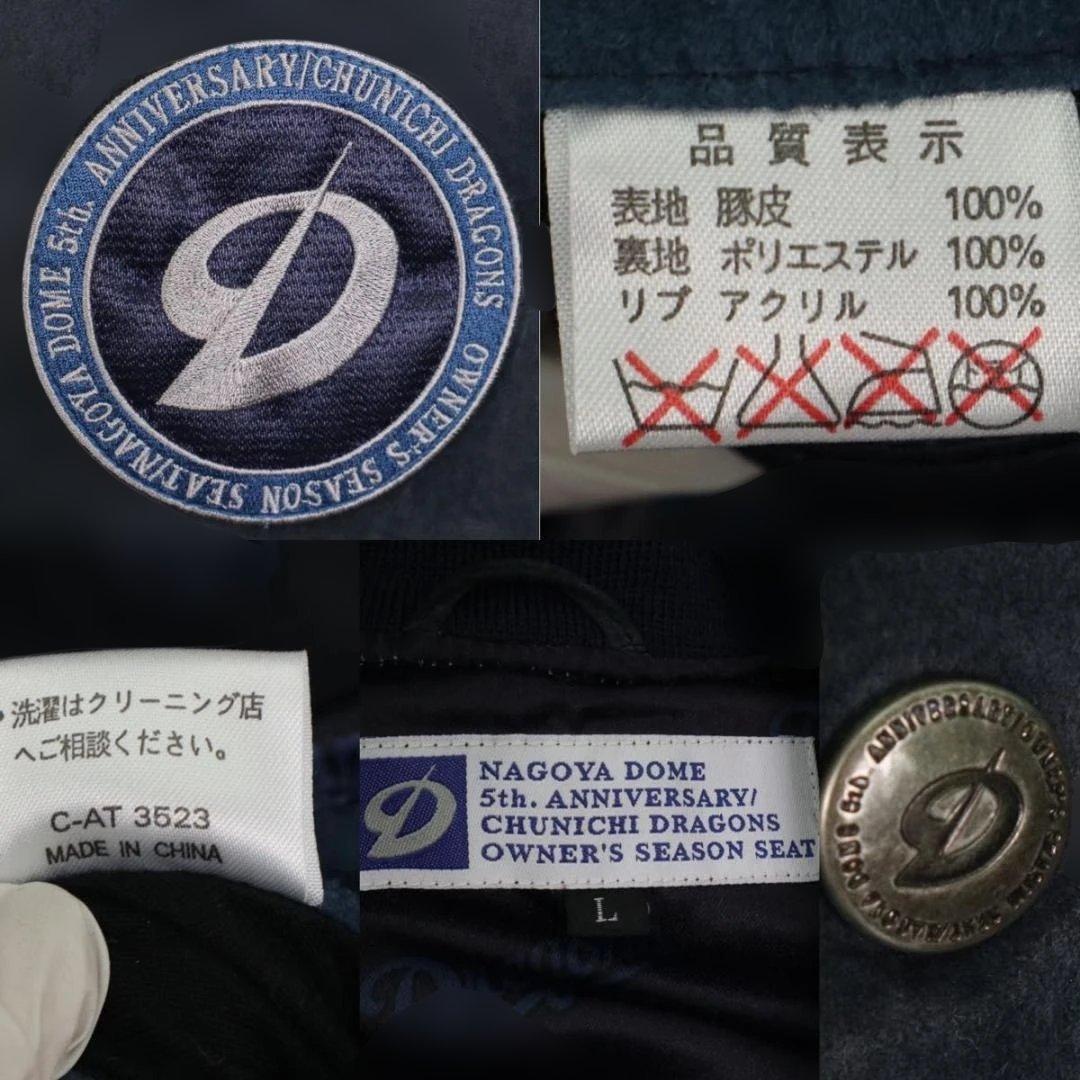 NAGOYA DOME 5th. ANNIVERSARY/CHUNICHI DRAGONS OWNER'S SEASON SEAT/
品質表示
表地 豚皮 100%
裏地 ポリエステル 100%
リブ アクリル 100%
洗濯はクリーニング店
へご相談ください。
C-AT 3523
MADE IN CHINA
NAGOYA DOME
5th. ANNIVERSARY/
CHUNICHI DRAGONS
OWNER'S SEASON SEAT
L